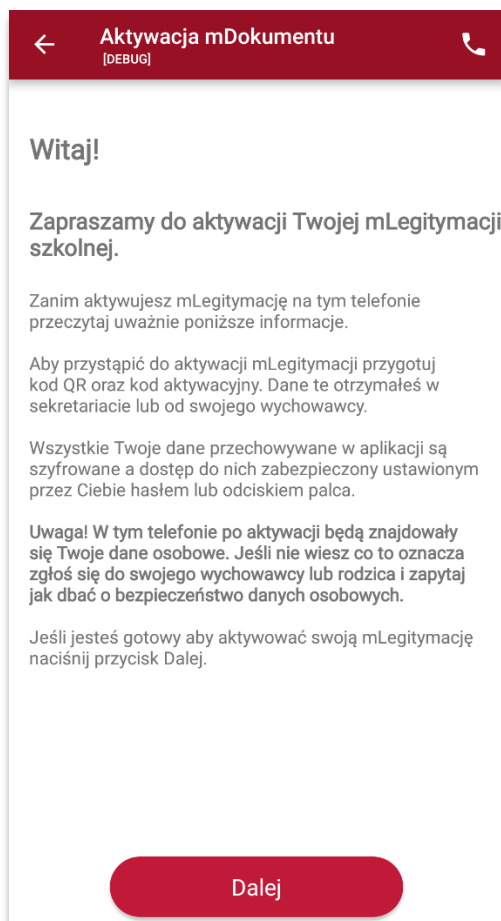 Aktywacja mDokumentu
[DEBUG]
Witaj!
Zapraszamy do aktywacji Twojej mLegitymacji
szkolnej.
Zanim aktywujesz mLegitymację na tym telefonie
przeczytaj uważnie poniższe informacje.
Aby przystąpić do aktywacji mLegitymacji przygotuj
kod QR oraz kod aktywacyjny. Dane te otrzymałeś w
sekretariacie lub od swojego wychowawcy.
Wszystkie Twoje dane przechowywane w aplikacji są
szyfrowane a dostęp do nich zabezpieczony ustawionym
przez Ciebie hasłem lub odciskiem palca.
Uwaga! W tym telefonie po aktywacji będą znajdowały
się Twoje dane osobowe. Jeśli nie wiesz co to oznacza
zgłoś się do swojego wychowawcy lub rodzica i zapytaj
jak dbać o bezpieczeństwo danych osobowych.
Jeśli jesteś gotowy aby aktywować swoją mLegitymację
naciśnij przycisk Dalej.
Dalej